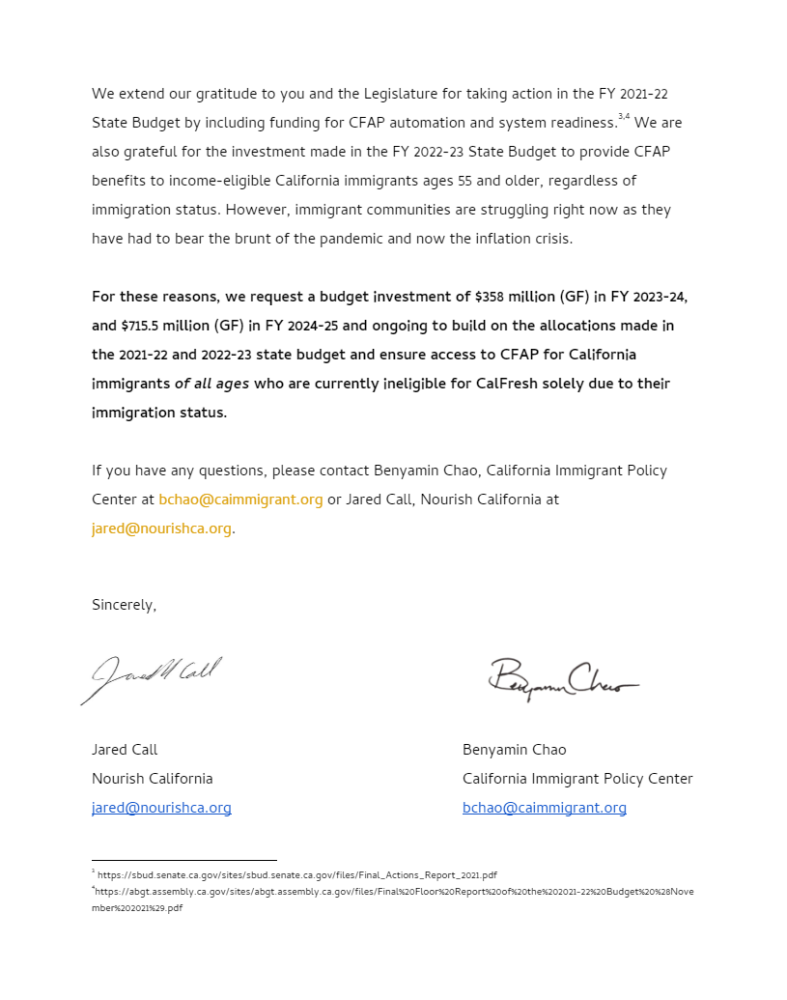 We extend our gratitude to you and the Legislature for taking action in the FY 2021-22
State Budget by including funding for CFAP automation and system readiness.3,4 We are
also grateful for the investment made in the FY 2022-23 State Budget to provide CFAP
benefits to income-eligible California immigrants ages 55 and older, regardless of
immigration status. However, immigrant communities are struggling right now as they
have had to bear the brunt of the pandemic and now the inflation crisis.
For these reasons, we request a budget investment of $358 million (GF) in FY 2023-24,
and $715.5 million (GF) in FY 2024-25 and ongoing to build on the allocations made in
the 2021-22 and 2022-23 state budget and ensure access to CFAP for California
immigrants of all ages who are currently ineligible for CalFresh solely due to their
immigration status.
If you have any questions, please contact Benyamin Chao, California Immigrant Policy
Center at bchao@caimmigrant.org or Jared Call, Nourish California at
jared@nourishca.org.
Sincerely,
Jared M Call
Benyamin Chao
Jared Call
Benyamin Chao
Nourish California
California Immigrant Policy Center
jared@nourishca.org
bchao@caimmigrant.org
3 https://sbud.senate.ca.gov/sites/sbud.senate.ca.gov/files/Final_Actions_Report_2021.pdf
4https://abgt.assembly.ca.gov/sites/abgt.assembly.ca.gov/files/Final%20Floor%20Report%20of%20the%202021-22%20Budget%20%28Nove
mber%202021%29.pdf